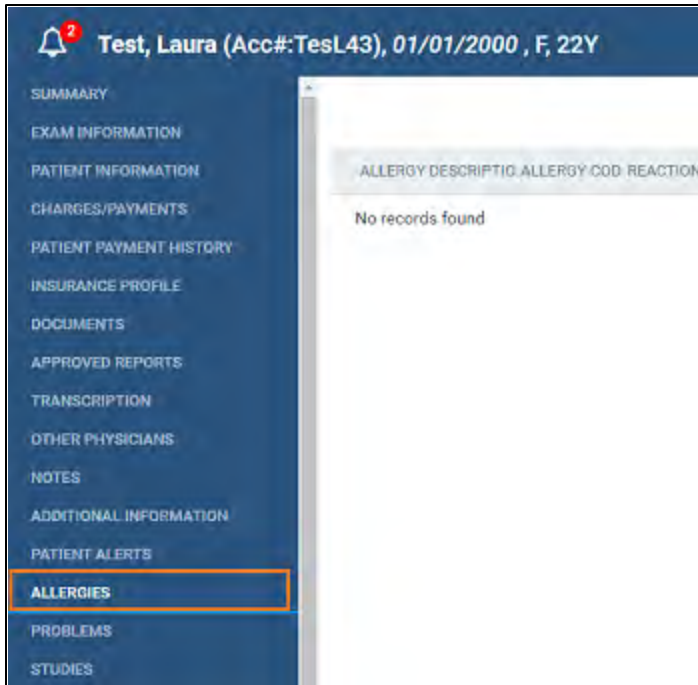 2
Test, Laura (Acc#:TesL43), 01/01/2000 , F, 22Y
SUMMARY
EXAM INFORMATION
PATIENT INFORMATION
ALLERGY DESCRIPTIO ALLERGY COD REACTION
CHARGES/PAYMENTS
No records found
PATIENT PAYMENT HISTORY
INSURANCE PROFILE
DOCUMENTS
APPROVED REPORTS
TRANSCRIPTION
OTHER PHYSICIANS
NOTES
ADDITIONAL INFORMATION
PATIENT ALERTS
ALLERGIES
PROBLEMS
STUDIES